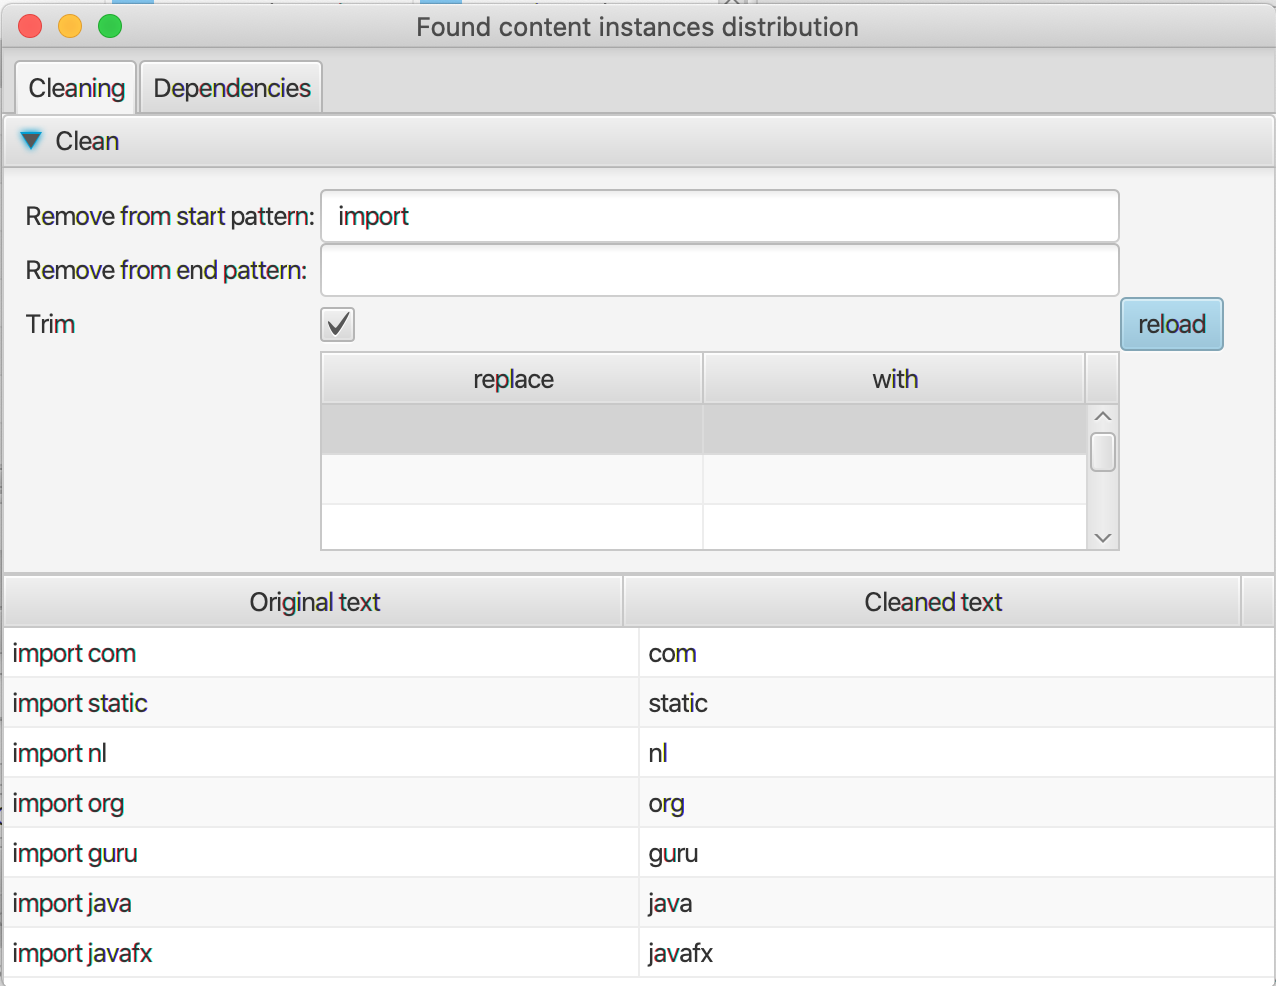 Found content instances distribution
Cleaning Dependencies
Clean
Remove from start pattern: import
Remove from end pattern:
Trim reload
replace with
Original text Cleaned text
import com com
import static static
import nl nl
import org org
import guru guru
import java java
import javafx javafx